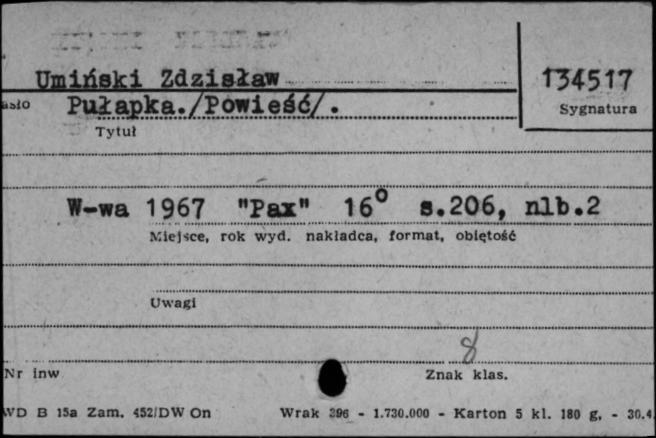 Umiński Zdzisław
134517
asło Pułapka./Powieść/.
Sygnatura
Tytuł
W-wa 1967 "Pax" 16° s.206, nlb.2
Miejsce, rok wyd. nakładca, format, objętość
Uwagi
8
Nr inw
Znak klas.
WD B 15a Zam. 452/DW On Wrak 396 - 1.730.000 - Karton 5 kl. 180 g, - 30.4